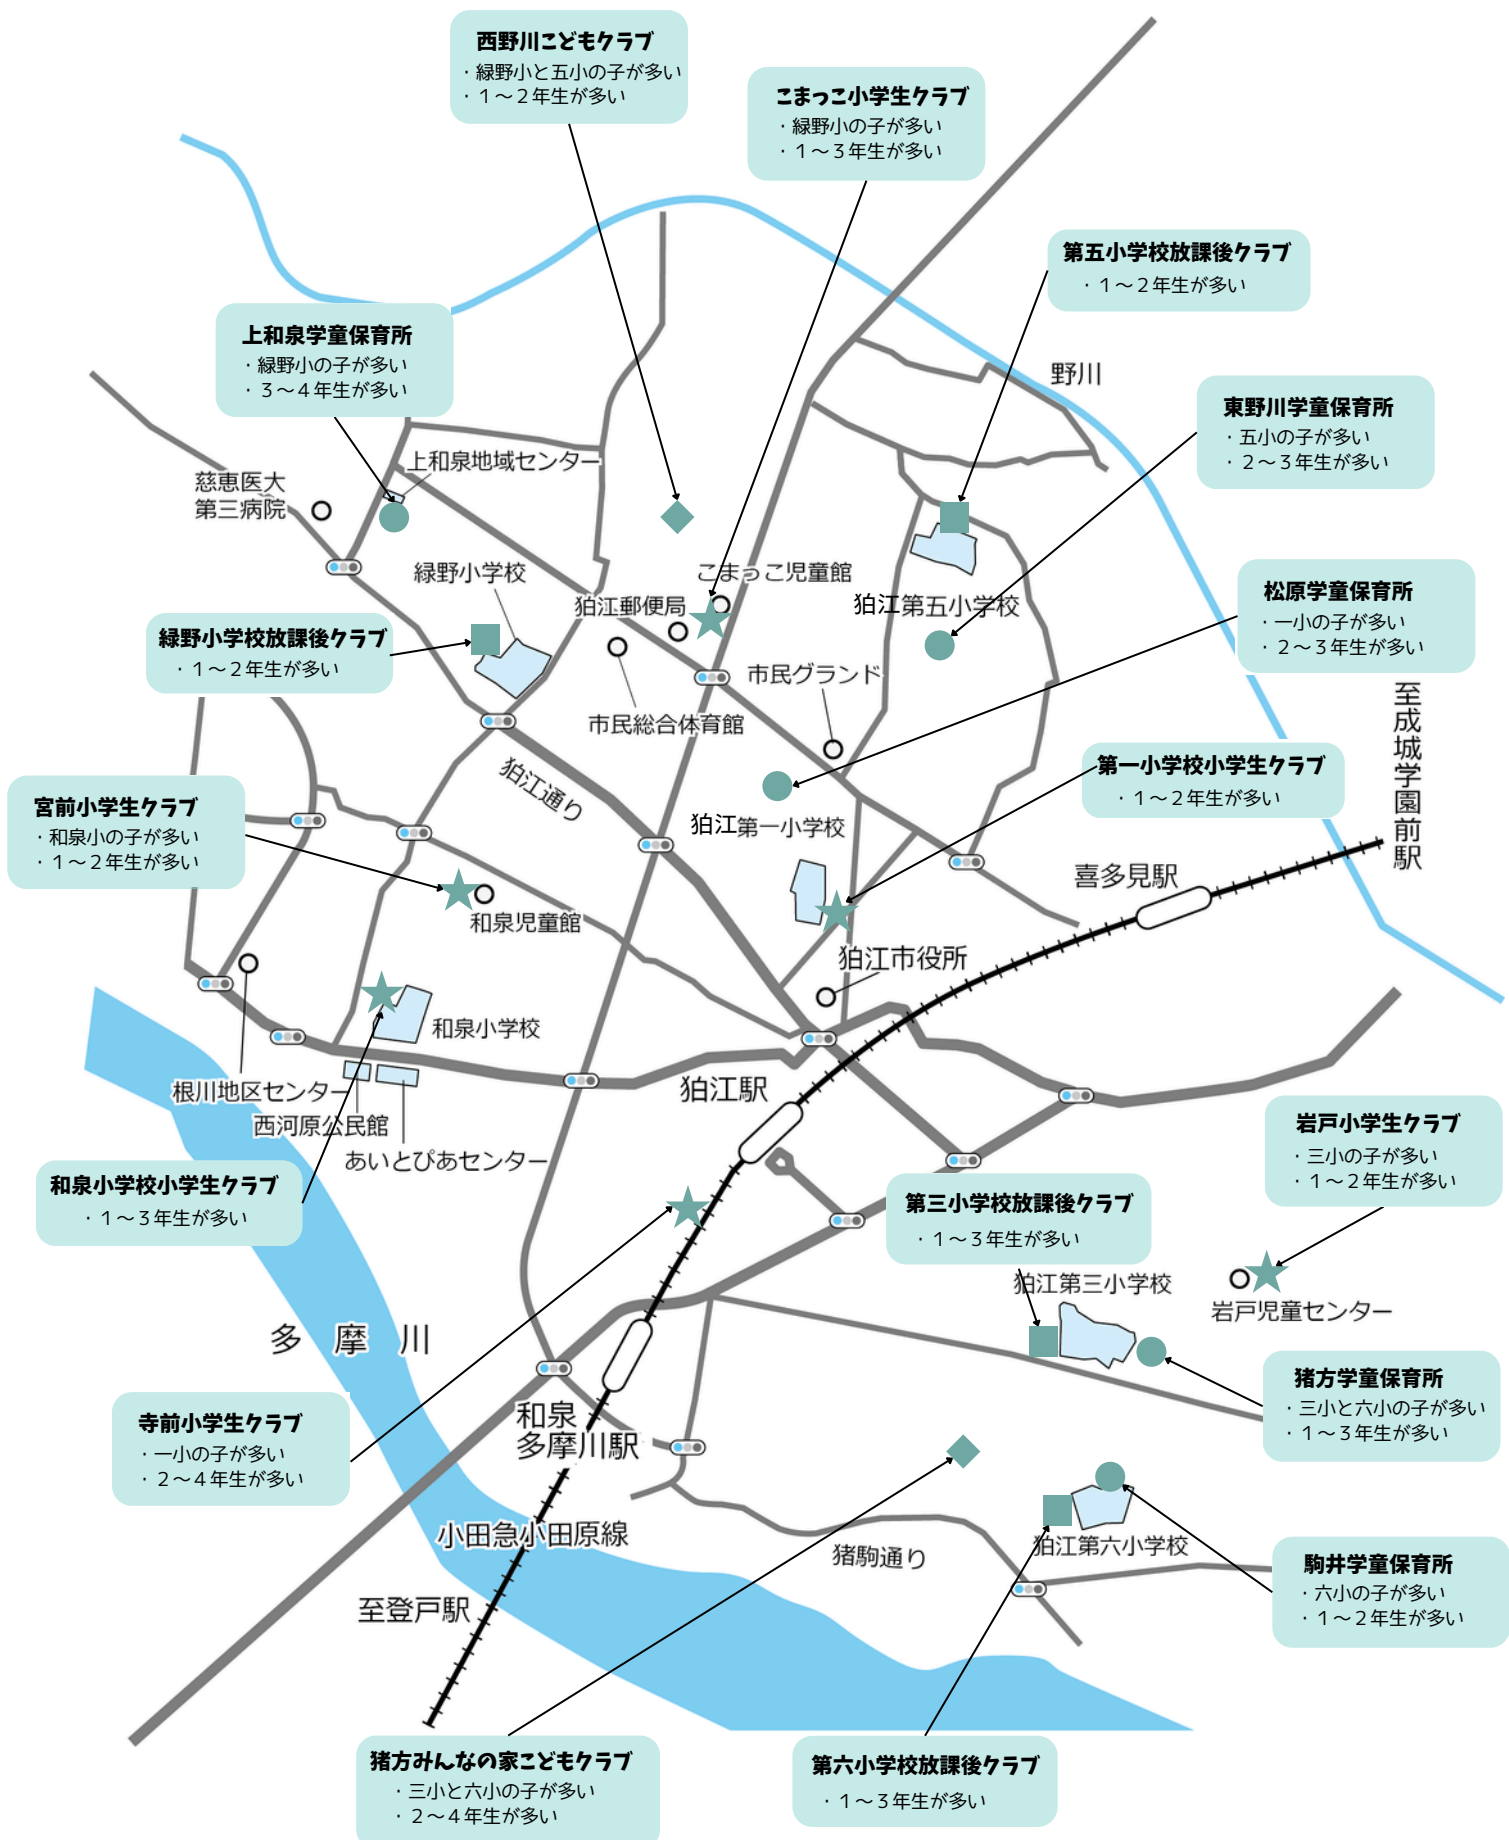 西野川こどもクラブ
・緑野小と五小の子が多い
・１～２年生が多い
こまっこ小学生クラブ
・緑野小の子が多い
・１～３年生が多い
第五小学校放課後クラブ
・１～２年生が多い
上和泉学童保育所
・緑野小の子が多い
・３～４年生が多い
野川
東野川学童保育所
・五小の子が多い
・２～３年生が多い
上和泉地域センター
慈恵医大
第三病院
緑野小学校
こまっこ児童館
狛江郵便局
狛江第五小学校
松原学童保育所
・一小の子が多い
・２～３年生が多い
緑野小学校放課後クラブ
・１～２年生が多い
市民グランド
市民総合体育館
至成城学園前駅
狛江通り
第一小学校小学生クラブ
・１～２年生が多い
宮前小学生クラブ
・和泉小の子が多い
・１～２年生が多い
狛江第一小学校
喜多見駅
和泉児童館
狛江市役所
和泉小学校
根川地区センター
西河原公民館
あいとぴあセンター
狛江駅
岩戸小学生クラブ
・三小の子が多い
・１～２年生が多い
和泉小学校小学生クラブ
・１～３年生が多い
第三小学校放課後クラブ
・１～３年生が多い
狛江第三小学校
岩戸児童センター
多摩川
猪方学童保育所
・三小と六小の子が多い
・１～３年生が多い
寺前小学生クラブ
・一小の子が多い
・２～４年生が多い
和泉
多摩川駅
小田急小田原線
猪駒通り
狛江第六小学校
駒井学童保育所
・六小の子が多い
・１～２年生が多い
至登戸駅
猪方みんなの家こどもクラブ
・三小と六小の子が多い
・２～４年生が多い
第六小学校放課後クラブ
・１～３年生が多い